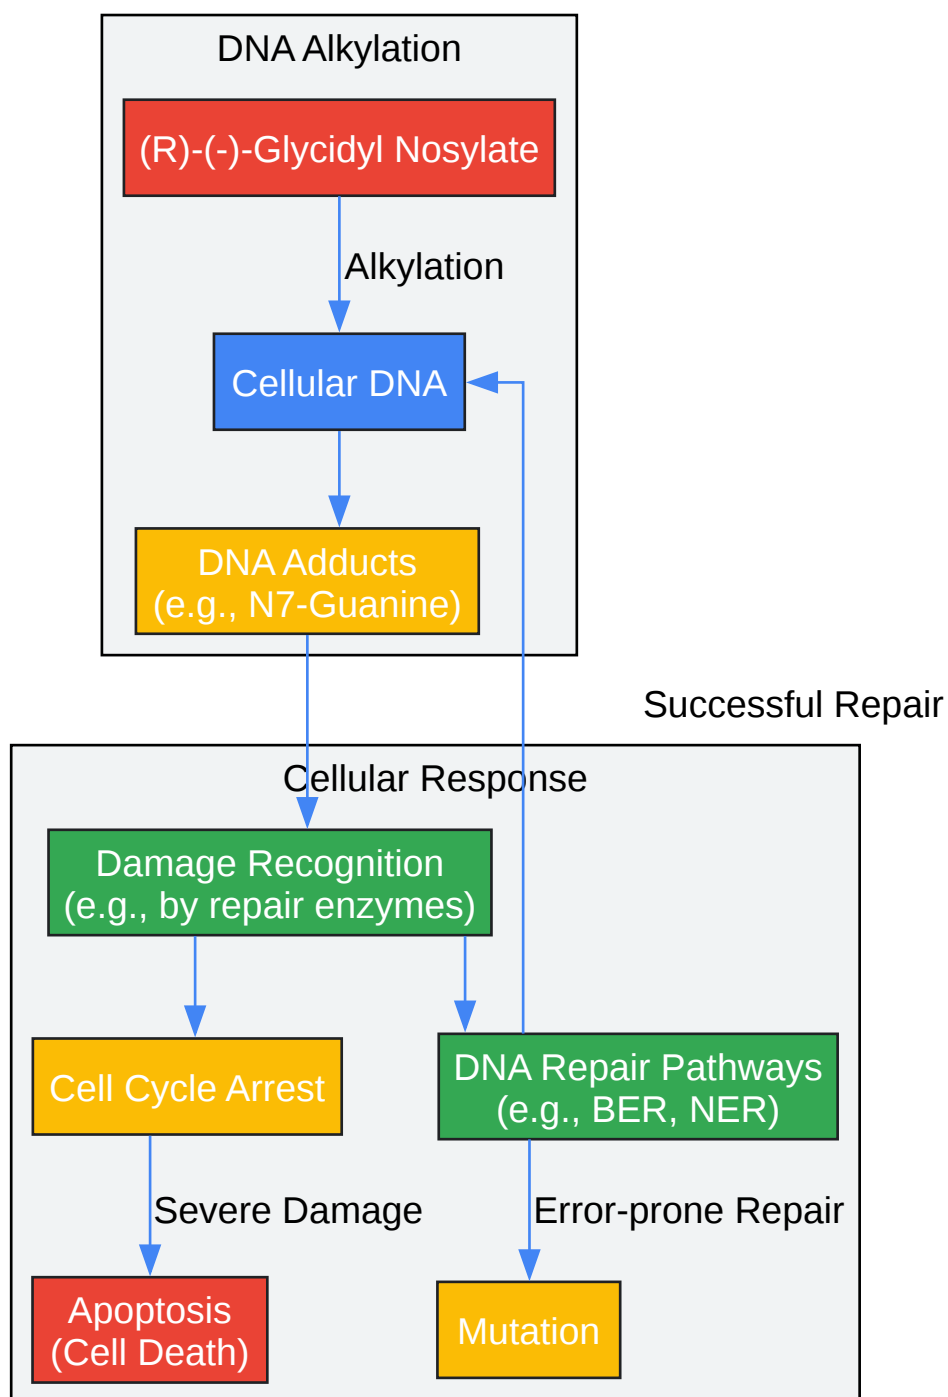 DNA Alkylation
(R)-(-)-Glycidyl Nosylate
Alkylation
Cellular DNA
DNA Adducts
(e.g., N7-Guanine)
Successful Repair
Cellular Response
Damage Recognition
(e.g., by repair enzymes)
Cell Cycle Arrest
DNA Repair Pathways
(e.g., BER, NER)
Severe Damage
Error-prone Repair
Apoptosis
(Cell Death)
Mutation